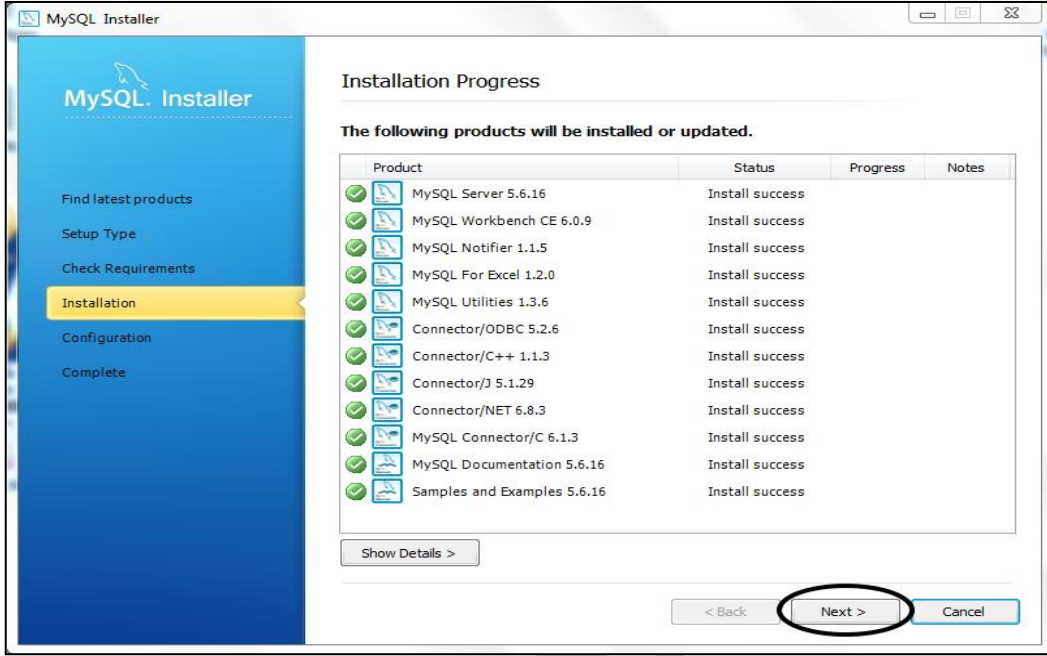 MySQL Installer
MySQL. Installer
Find latest products
Setup Type
Check Requirements
Installation
Configuration
Complete
Installation Progress
The following products will be installed or updated.
Product Status Progress Notes
MySQL Server 5.6.16 Install success
MySQL Workbench CE 6.0.9 Install success
MySQL Notifier 1.1.5 Install success
MySQL For Excel 1.2.0 Install success
MySQL Utilities 1.3.6 Install success
Connector/ODBC 5.2.6 Install success
Connector/C++ 1.1.3 Install success
Connector/J 5.1.29 Install success
Connector/NET 6.8.3 Install success
MySQL Connector/C 6.1.3 Install success
MySQL Documentation 5.6.16 Install success
Samples and Examples 5.6.16 Install success
Show Details >
< Back Next > Cancel